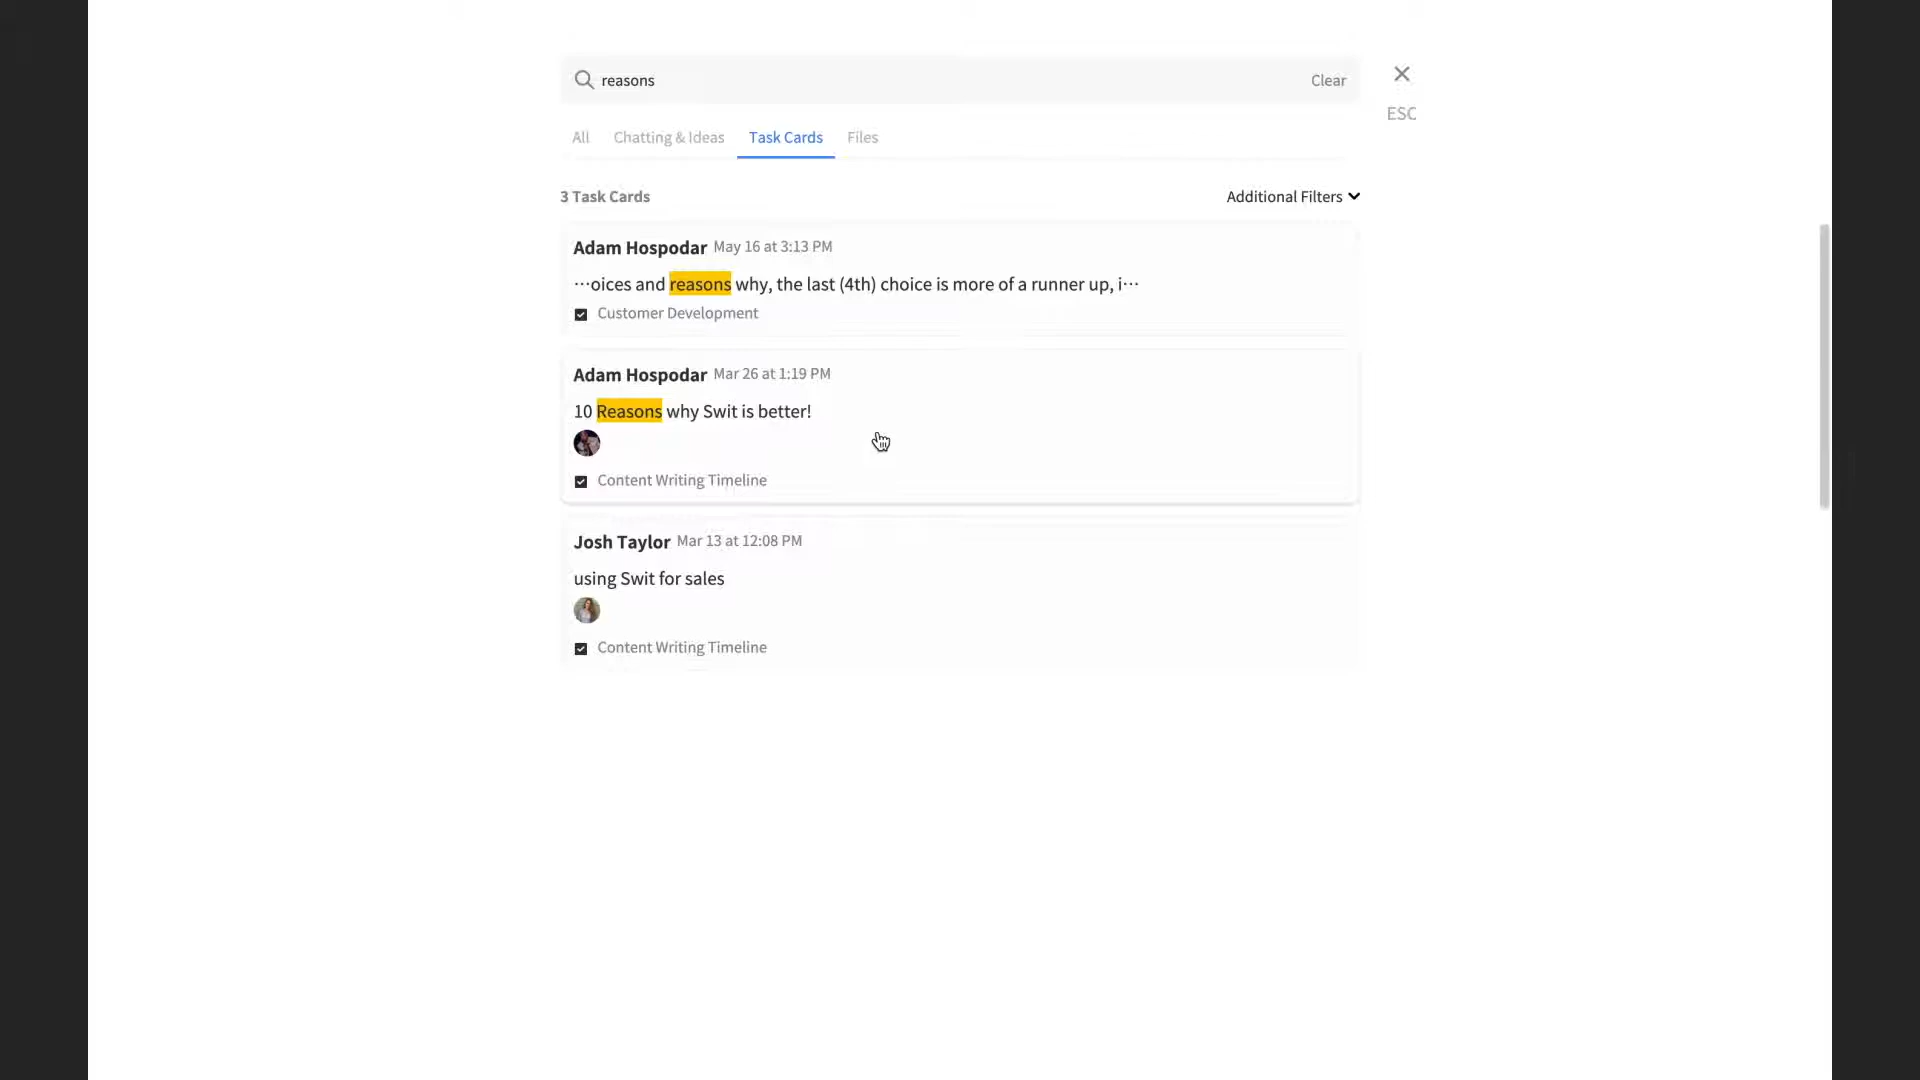 reasons
Clear
ESC
All
Chatting & Ideas
Task Cards
Files
3 Task Cards
Additional Filters
Adam Hospodar May 16 at 3:13 PM
···oices and reasons why, the last (4th) choice is more of a runner up, i···
Customer Development
Adam Hospodar Mar 26 at 1:19 PM
10 Reasons why Swit is better!
Content Writing Timeline
Josh Taylor Mar 13 at 12:08 PM
using Swit for sales
Content Writing Timeline